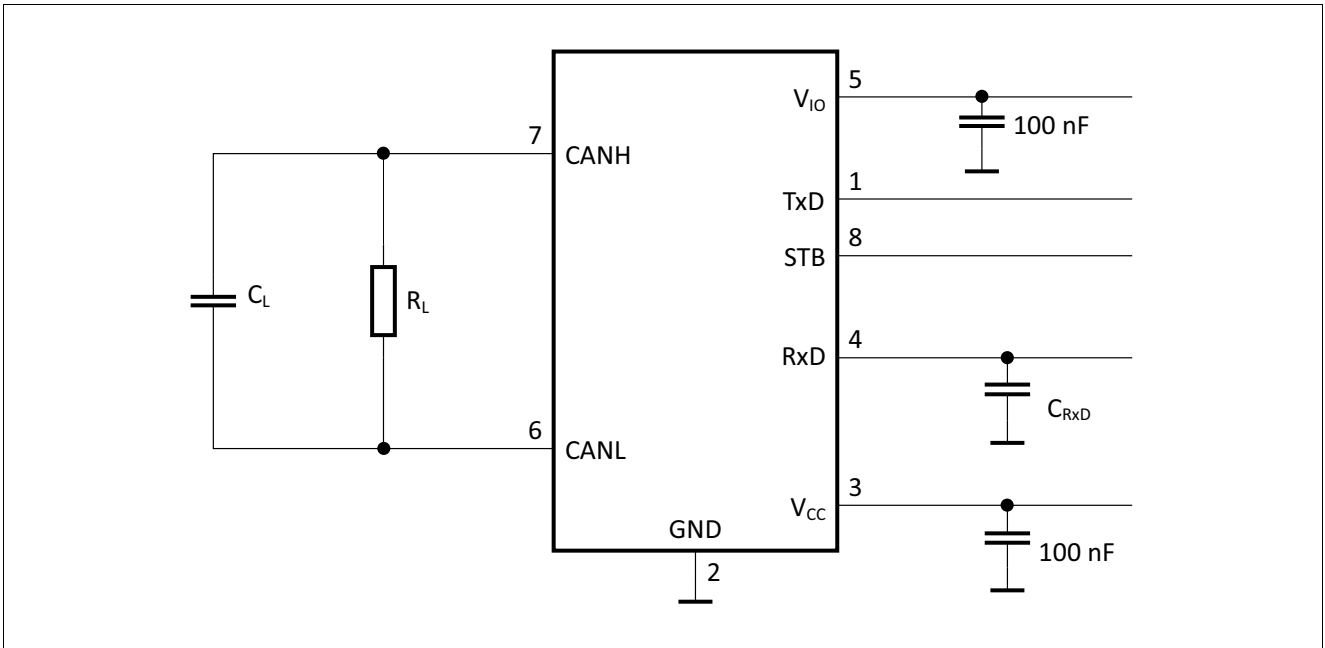 5
V_IO
100 nF
7
CANH
1
TxD
8
STB
C_L
R_L
4
RxD
C_RxD
6
CANL
3
V_CC
GND
100 nF
2